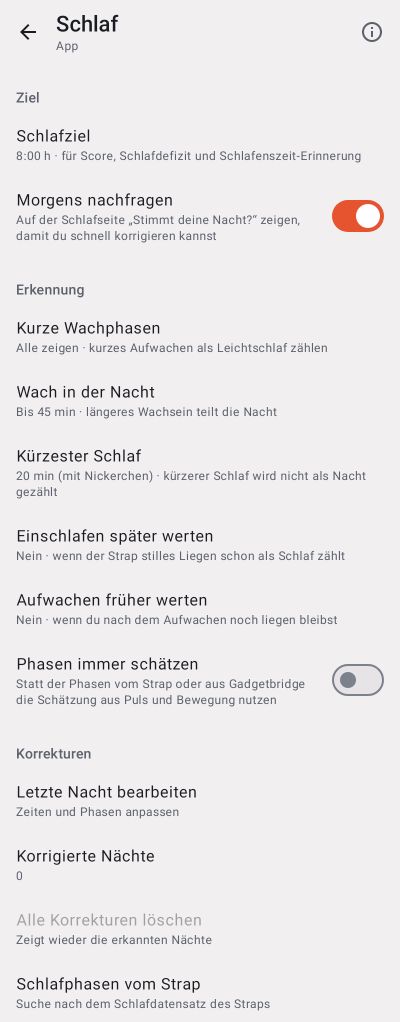 Schlaf
App
Ziel
Schlafziel
8:00 h · für Score, Schlafdefizit und Schlafenszeit-Erinnerung
Morgens nachfragen
Auf der Schlafseite „Stimmt deine Nacht?“ zeigen,
damit du schnell korrigieren kannst
Erkennung
Kurze Wachphasen
Alle zeigen · kurzes Aufwachen als Leichtschlaf zählen
Wach in der Nacht
Bis 45 min · längeres Wachsein teilt die Nacht
Kürzester Schlaf
20 min (mit Nickerchen) · kürzerer Schlaf wird nicht als Nacht
gezählt
Einschlafen später werten
Nein · wenn der Strap stilles Liegen schon als Schlaf zählt
Aufwachen früher werten
Nein · wenn du nach dem Aufwachen noch liegen bleibst
Phasen immer schätzen
Statt der Phasen vom Strap oder aus Gadgetbridge
die Schätzung aus Puls und Bewegung nutzen
Korrekturen
Letzte Nacht bearbeiten
Zeiten und Phasen anpassen
Korrigierte Nächte
0
Alle Korrekturen löschen
Zeigt wieder die erkannten Nächte
Schlafphasen vom Strap
Suche nach dem Schlafdatensatz des Straps